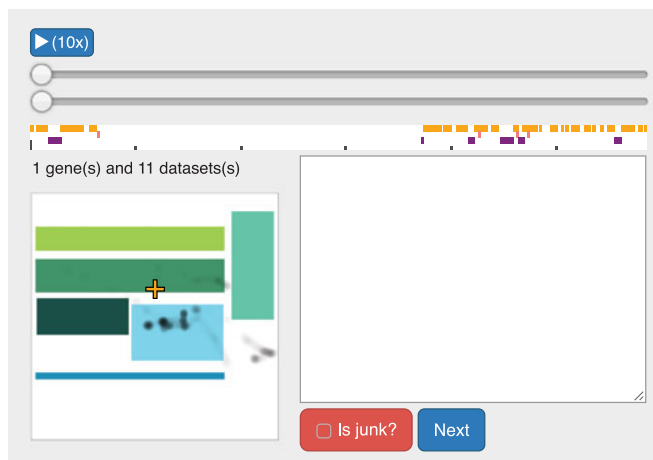 ▶(10x)
1 gene(s) and 11 datasets(s)
Is junk?
Next